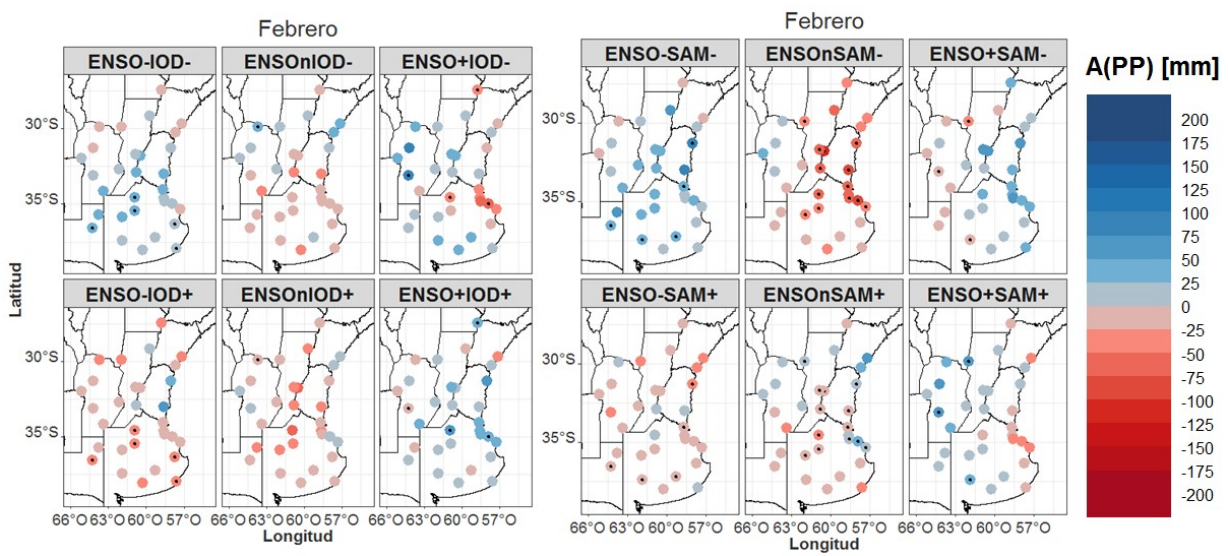 Febrero
ENSO-IOD- ENSOnIOD- ENSO+IOD-
30°S
35°S
ENSO-IOD+ ENSOnIOD+ ENSO+IOD+
30°S
35°S
66°O 63°O 60°O 57°O 66°O 63°O 60°O 57°O 66°O 63°O 60°O 57°O
Longitud
Latitud
Febrero
ENSO-SAM- ENSOnSAM- ENSO+SAM-
30°S
35°S
ENSO-SAM+ ENSOnSAM+ ENSO+SAM+
30°S
35°S
66°O 63°O 60°O 57°O 66°O 63°O 60°O 57°O 66°O 63°O 60°O 57°O
Longitud
A(PP) [mm]
200
175
150
125
100
75
50
25
0
-25
-50
-75
-100
-125
-150
-175
-200